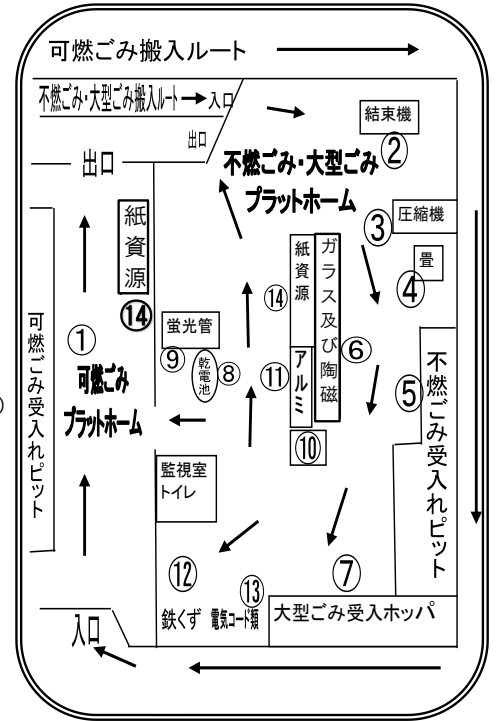 可燃ごみ搬入ルート
不燃ごみ・大型ごみ搬入ルート
入口
出口
出口
結束機
②
不燃ごみ・大型ごみ
プラットホーム
③
圧縮機
畳
④
紙資源
⑭
紙資源
⑭
ガラス及び陶磁
⑥
蛍光管
⑨
乾電池
⑧
⑪
アルミ
⑩
①
可燃ごみ
プラットホーム
可燃ごみ受入れピット
⑤
不燃ごみ受入れピット
監視室
トイレ
⑦
⑫
⑬
鉄くず
電気コード類
大型ごみ受入ホッパ
入口